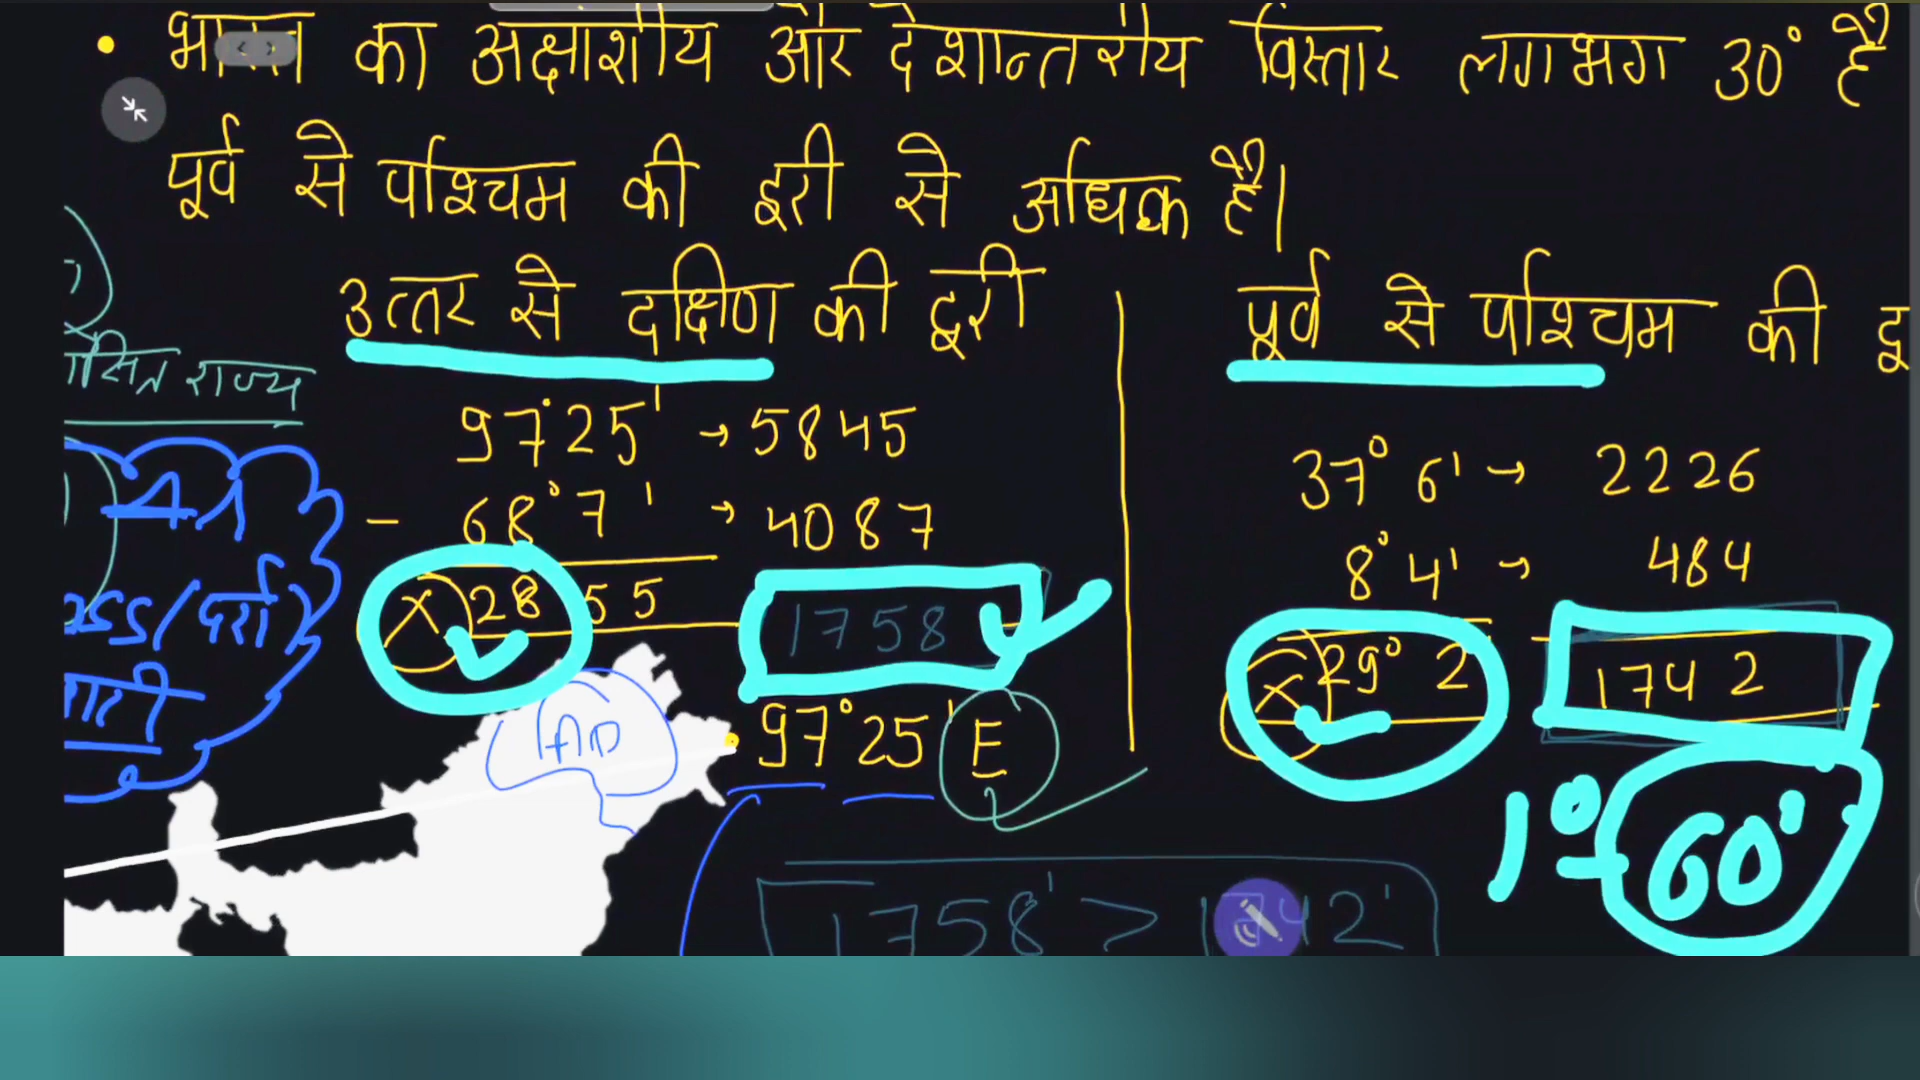 • भारत का अक्षाशीय और देशान्तरीय विस्तार लगभग 30° है
पूर्व से पश्चिम की दूरी से अधिक है।
उत्तर से दक्षिण की दूरी
97°25' → 5845
- 68°7' → 4087
X 28 55 1758
97°25' E
पूर्व से पश्चिम की दू
37° 6' → 2226
8° 4' → 484
X 29° 2 1742
1° = 60'
1758' > 1742'
ासित राज्य